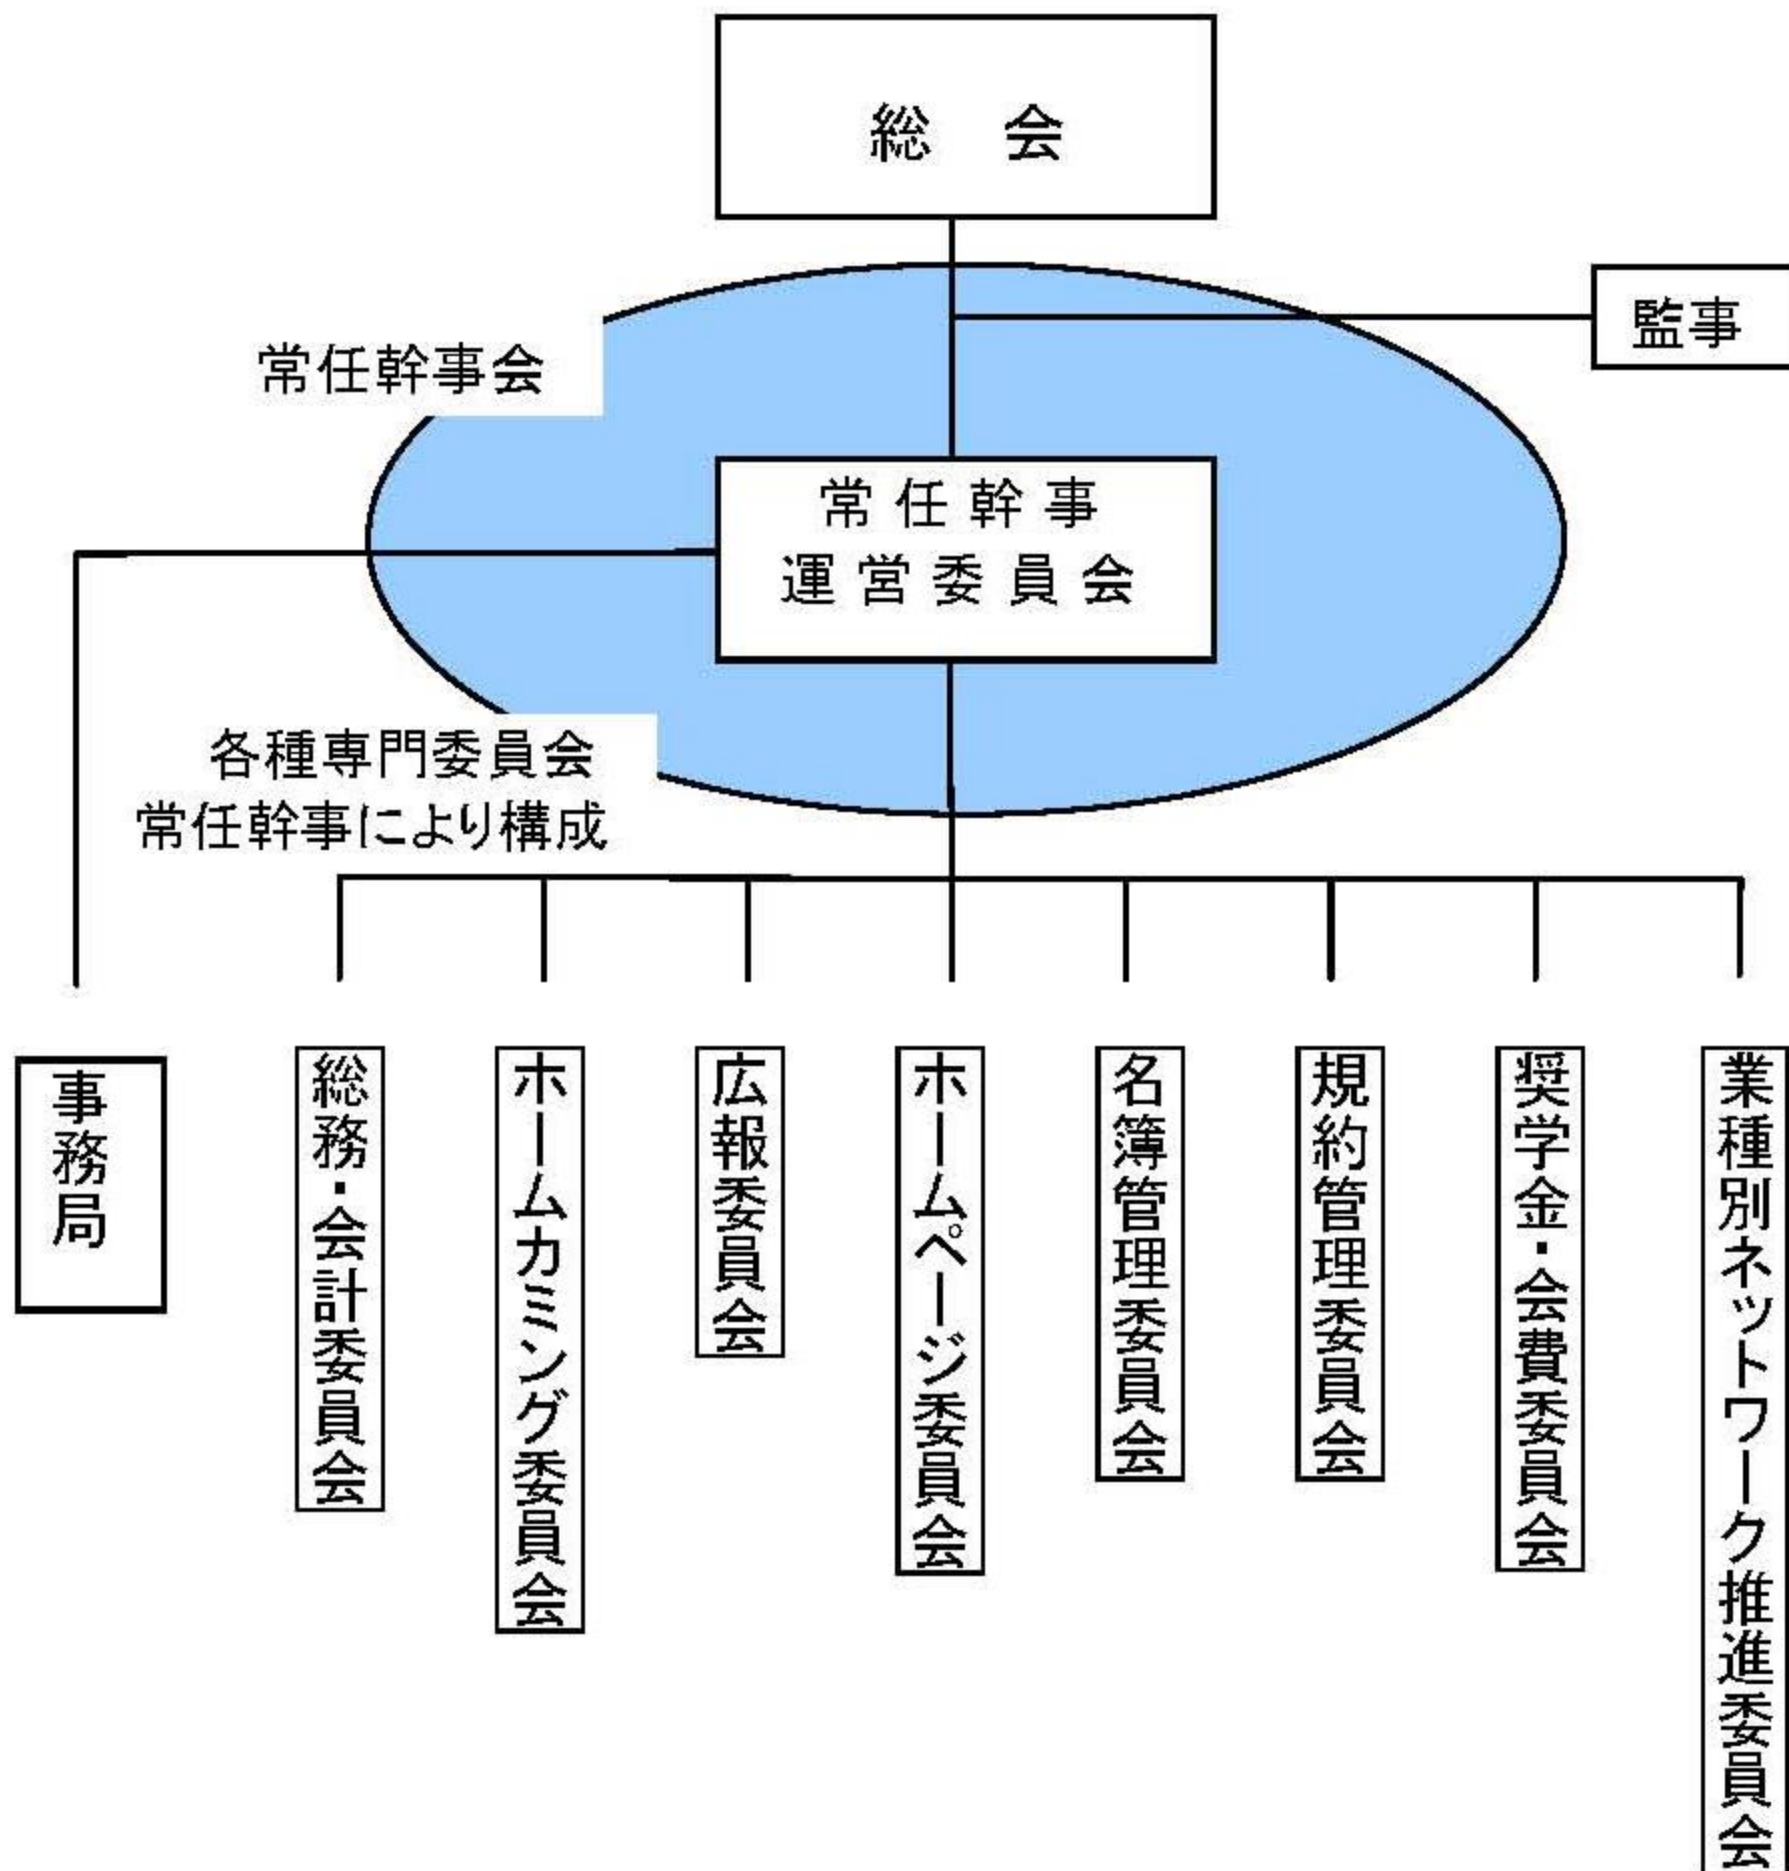 総　会
監事
常任幹事会
常 任 幹 事
運 営 委 員 会
各種専門委員会
常任幹事により構成
事務局
総務・会計委員会
ホームカミング委員会
広報委員会
ホームページ委員会
名簿管理委員会
規約管理委員会
奨学金・会費委員会
業種別ネットワーク推進委員会